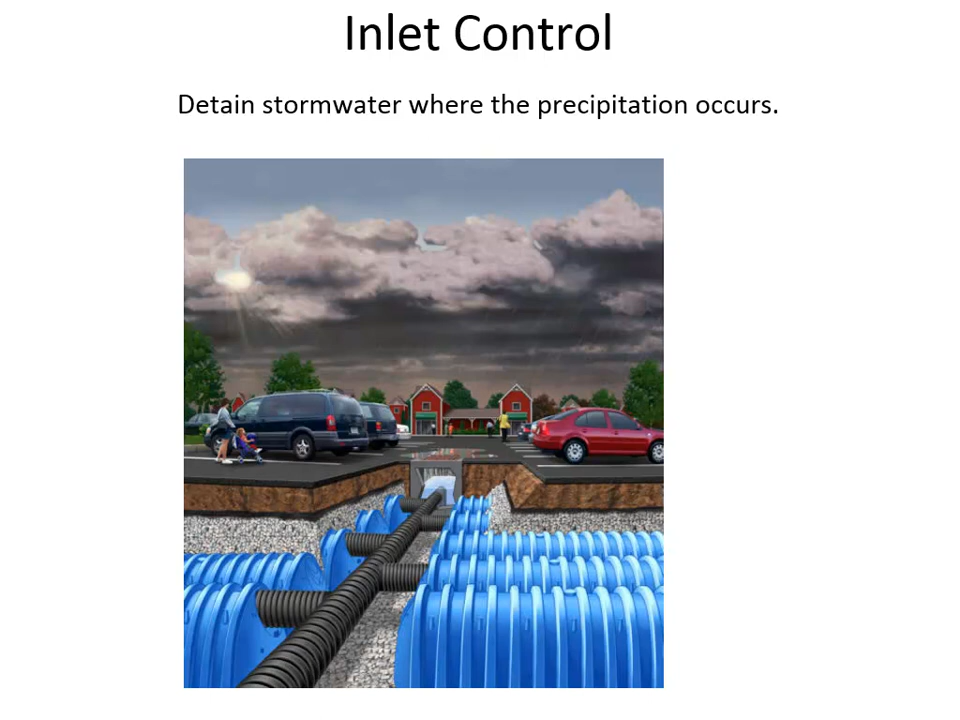 Inlet Control
Detain stormwater where the precipitation occurs.